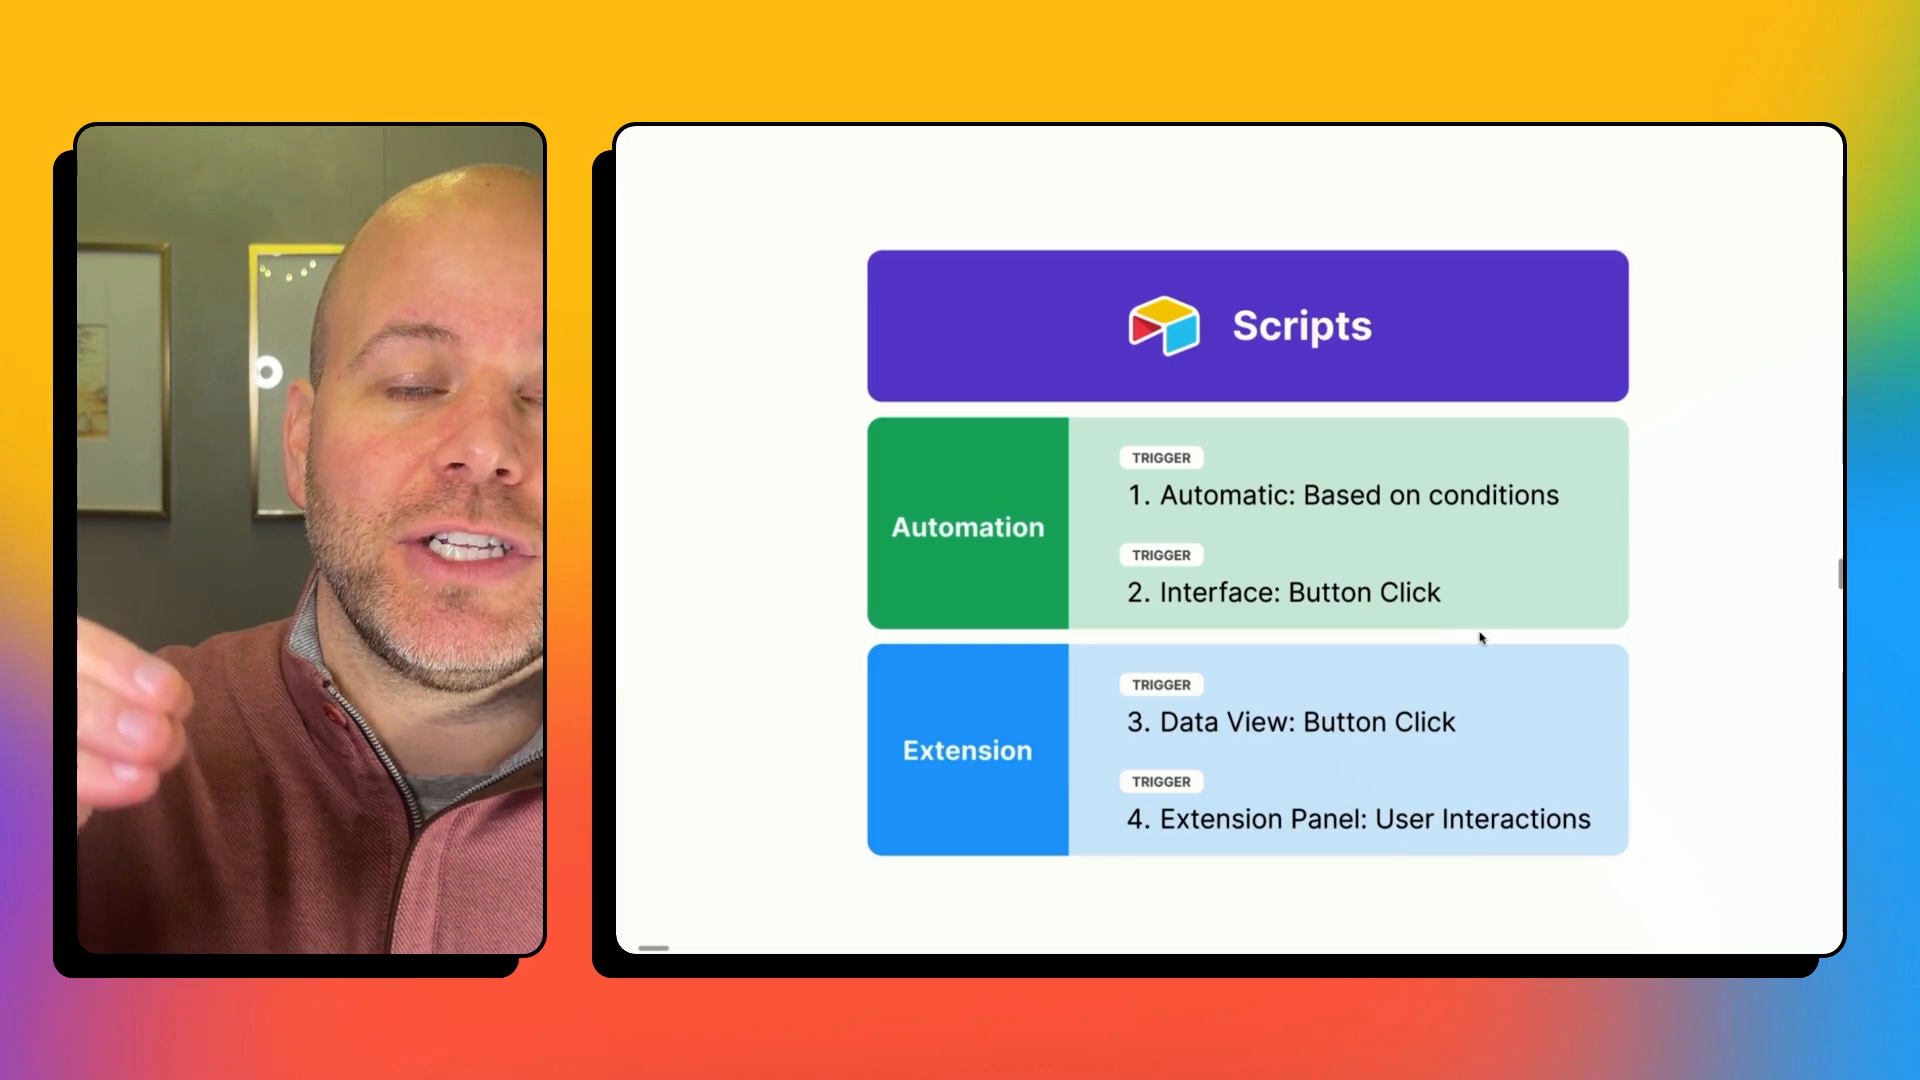 Scripts
Automation
TRIGGER
1. Automatic: Based on conditions
TRIGGER
2. Interface: Button Click
Extension
TRIGGER
3. Data View: Button Click
TRIGGER
4. Extension Panel: User Interactions